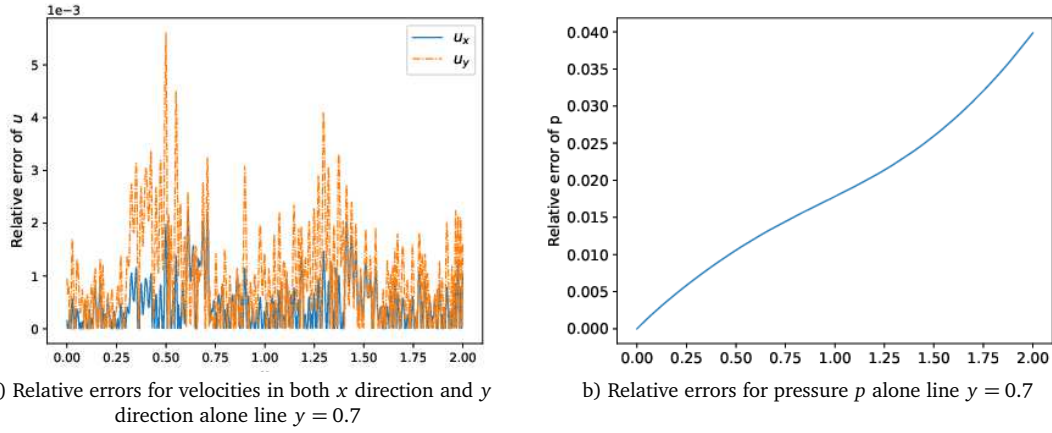 1e−3
Relative error of u
5
4
3
2
1
0
u_x
u_y
0.00 0.25 0.50 0.75 1.00 1.25 1.50 1.75 2.00
) Relative errors for velocities in both x direction and y
direction alone line y = 0.7
Relative error of p
0.040
0.035
0.030
0.025
0.020
0.015
0.010
0.005
0.000
0.00 0.25 0.50 0.75 1.00 1.25 1.50 1.75 2.00
b) Relative errors for pressure p alone line y = 0.7